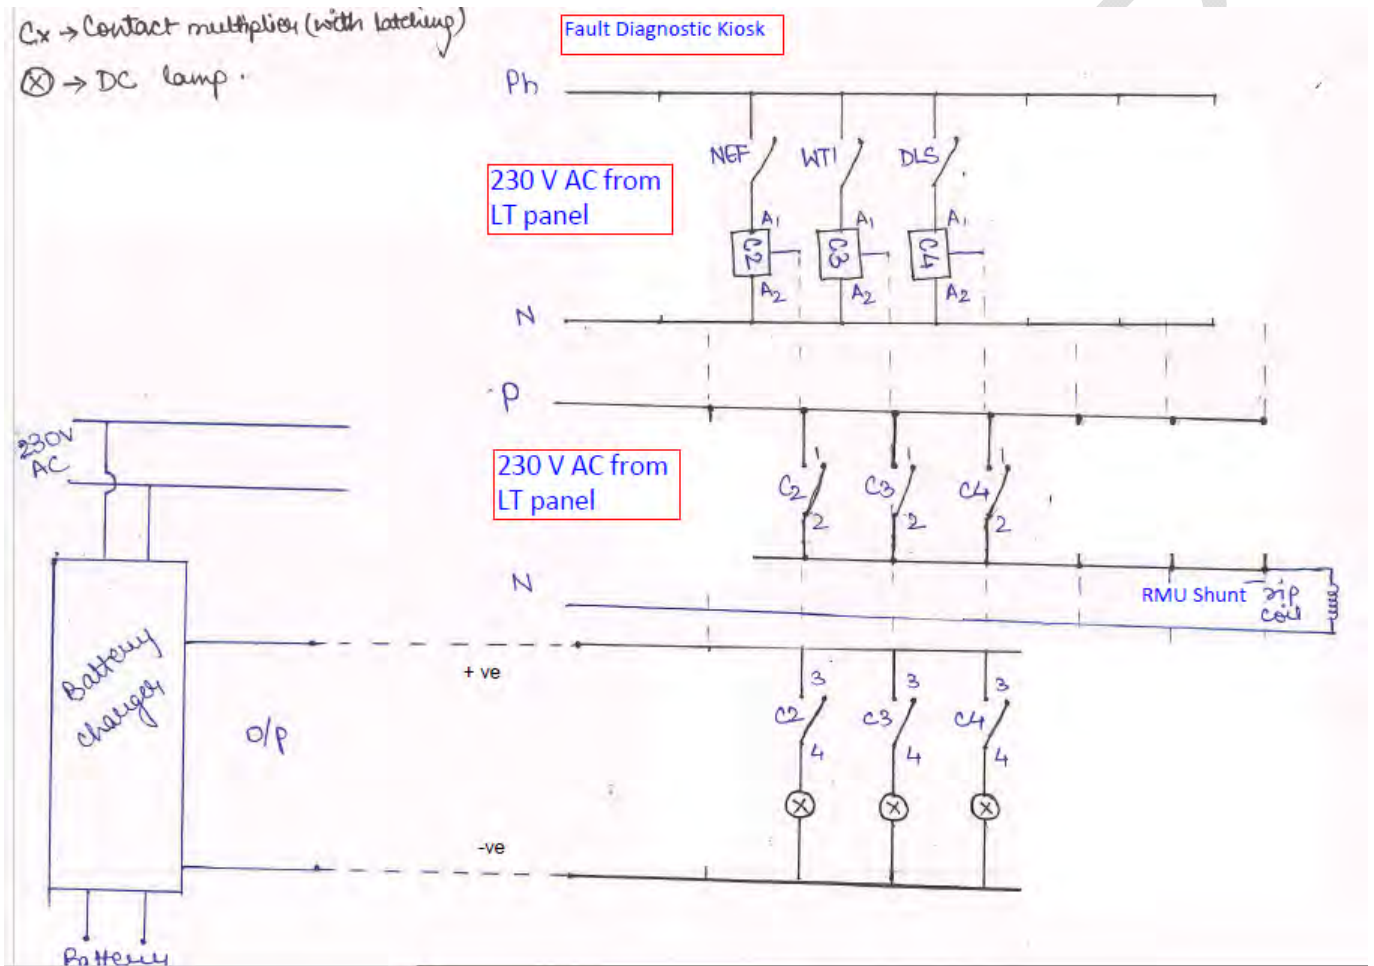 Cx → Contact multiplier (with latching)
⊗ → DC lamp.
Fault Diagnostic Kiosk
Ph
NEF
WTI
DLS
230 V AC from
LT panel
A1
A1
A1
C2
C3
C4
A2
A2
A2
N
P
230V
AC
230 V AC from
LT panel
1
1
1
C2
C3
C4
2
2
2
N
RMU Shunt Trip
coil
Battery
charger
+ ve
O/P
3
3
3
C2
C3
C4
4
4
4
-ve
Battery